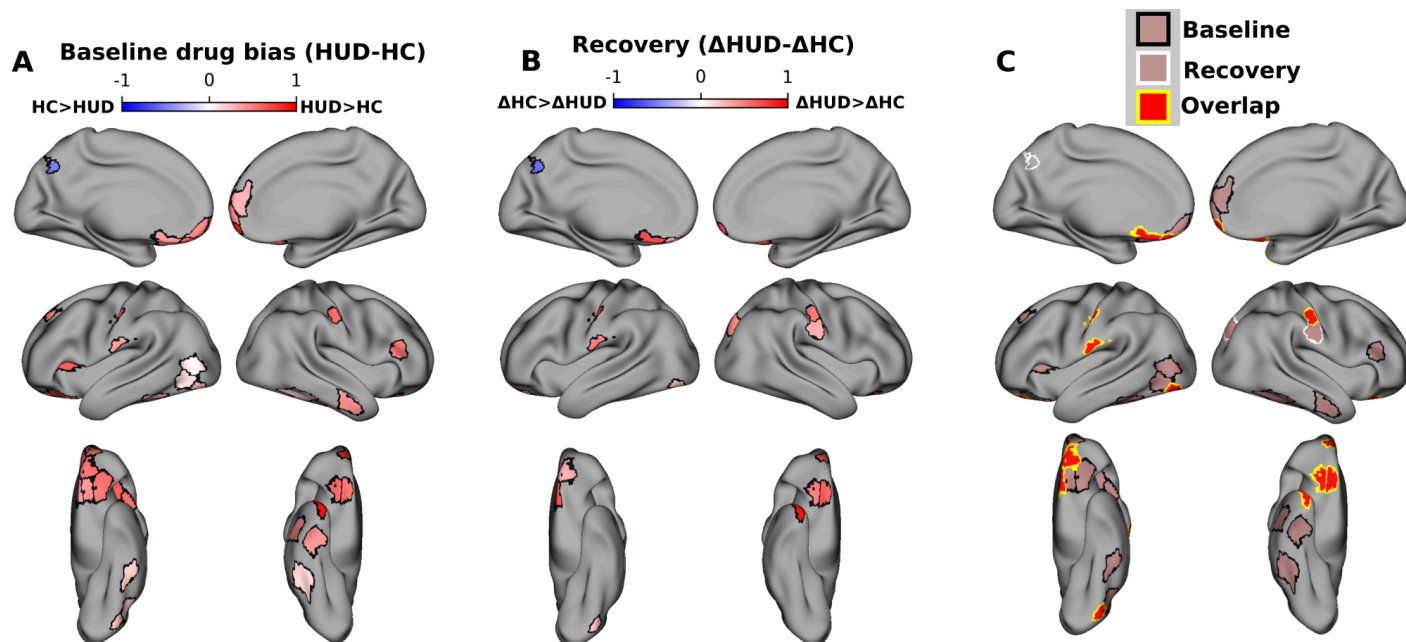 A
Baseline drug bias (HUD-HC)
-1 0 1
HC>HUD HUD>HC
B
Recovery (ΔHUD-ΔHC)
-1 0 1
ΔHC>ΔHUD ΔHUD>ΔHC
C
Baseline
Recovery
Overlap